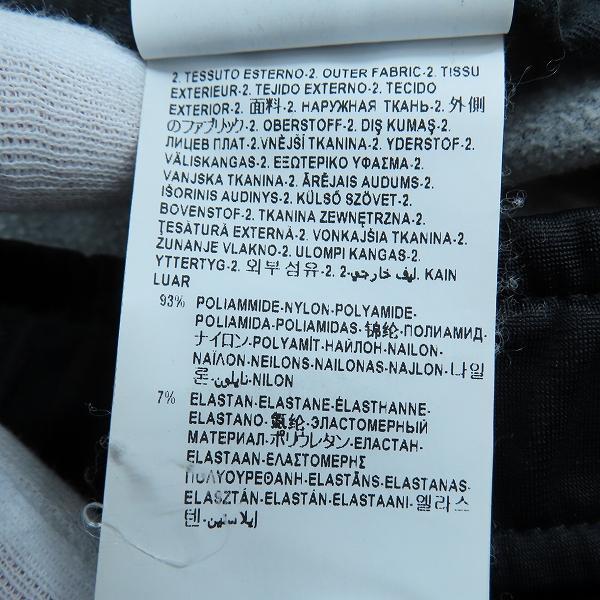 2. TESSUTO ESTERNO-2. OUTER FABRIC-2. TISSU
EXTERIEUR-2. TEJIDO EXTERNO-2. TECIDO
EXTERIOR-2. 面料-2. НАРУЖНАЯ ТКАНЬ-2. 外側
のファブリック-2. OBERSTOFF-2. DIŞ KUMAŞ-2.
ЛИЦЕВ ПЛАТ-2. VNĚJŠÍ TKANINA-2. YDERSTOF-2.
VÄLISKANGAS-2. ΕΞΩΤΕΡΙΚΟ ΥΦΑΣΜΑ-2.
VANJSKA TKANINA-2. ĀRĒJAIS AUDUMS-2.
IŠORINIS AUDINYS-2. KÜLSŐ SZÖVET-2.
BOVENSTOF-2. TKANINA ZEWNĘTRZNA-2.
ŢESĂTURĂ EXTERNĂ-2. VONKAJŠIA TKANINA-2.
ZUNANJE VLAKNO-2. ULOMPI KANGAS-2.
YTTERTYG-2. 외부 섬유-2. ليف خارجي-2. KAIN
LUAR
93% POLIAMMIDE-NYLON-POLYAMIDE-
POLIAMIDA-POLIAMIDAS-锦纶-ПОЛИАМИД-
ナイロン-POLYAMİT-НАЙЛОН-NAILON-
ΝΑΪΛΟΝ-NEILONS-NAILONAS-NAJLON-나일
론-نايلون-NILON
7% ELASTAN-ELASTANE-ÉLASTHANNE-
ELASTANO-氨纶-ЭЛАСТОМЕРНЫЙ
МАТЕРИАЛ-ポリウレタン-ЕЛАСТАН-
ELASTAAN-ΕΛΑΣΤΟΜΕΡΗΣ
ΠΟΛΥΟΥΡΕΘΑΝΗ-ELASTĀNS-ELASTANAS-
ELASZTÁN-ELASTÁN-ELASTAANI-엘라스
텐-إيلاستين